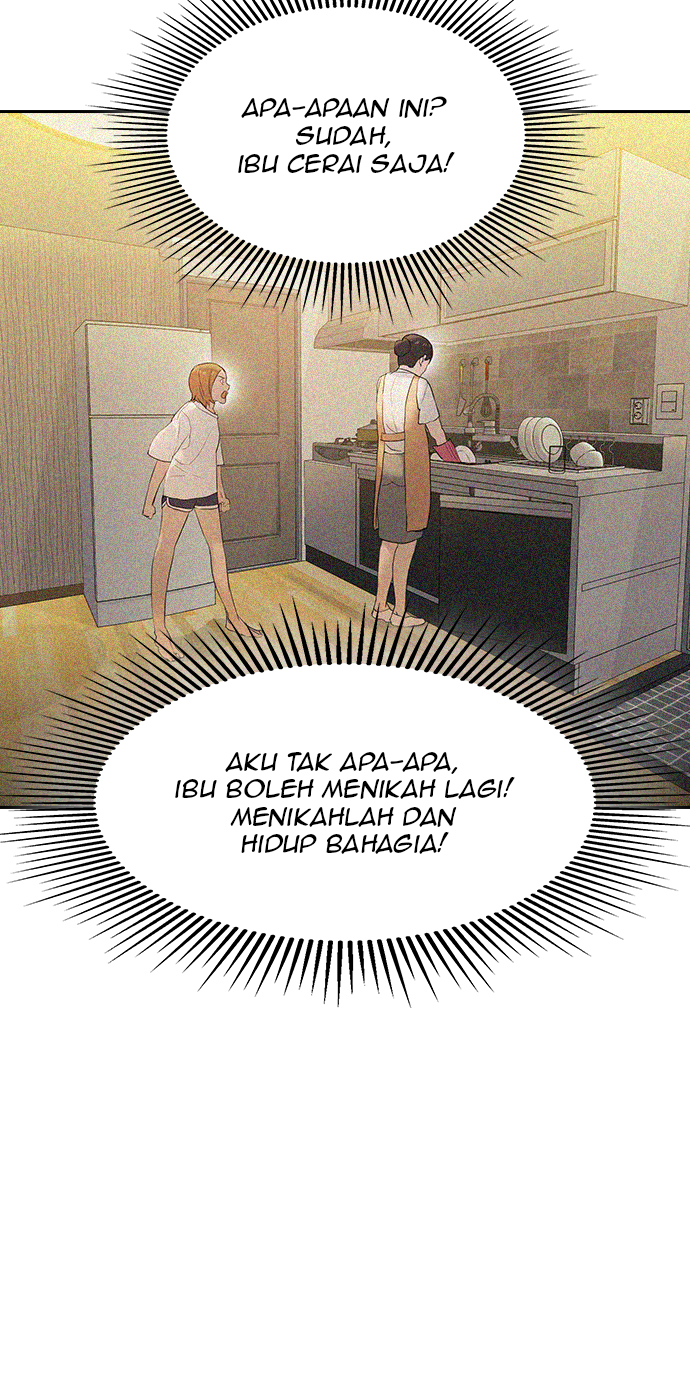 APA-APAAN INI?
SUDAH,
IBU CERAI SAJA!
AKU TAK APA-APA,
IBU BOLEH MENIKAH LAGI!
MENIKAHLAH DAN
HIDUP BAHAGIA!